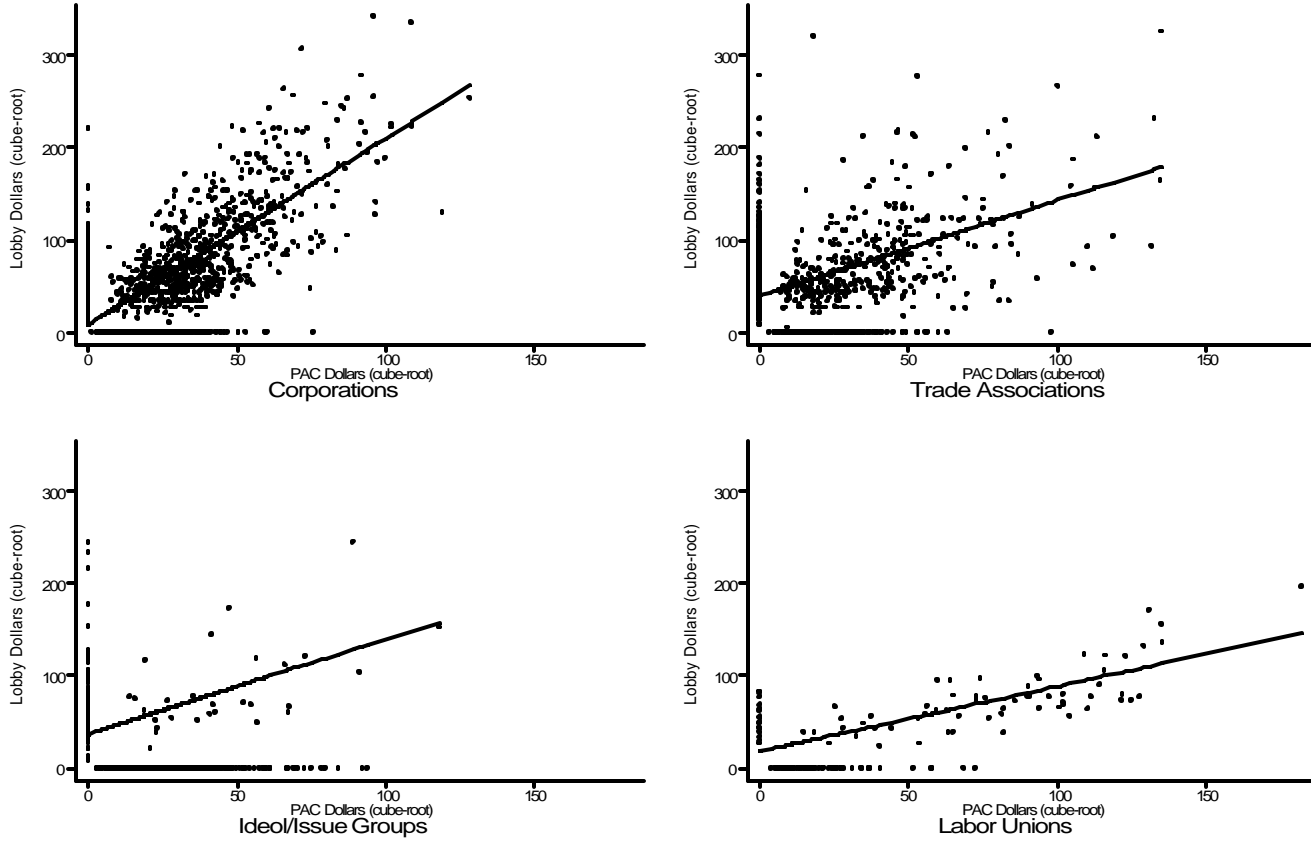 300
200
100
0
Lobby Dollars (cube-root)
0 50 100 150
PAC Dollars (cube-root)
Corporations
300
200
100
0
Lobby Dollars (cube-root)
0 50 100 150
PAC Dollars (cube-root)
Trade Associations
300
200
100
0
Lobby Dollars (cube-root)
0 50 100 150
PAC Dollars (cube-root)
Ideol/Issue Groups
300
200
100
0
Lobby Dollars (cube-root)
0 50 100 150
PAC Dollars (cube-root)
Labor Unions